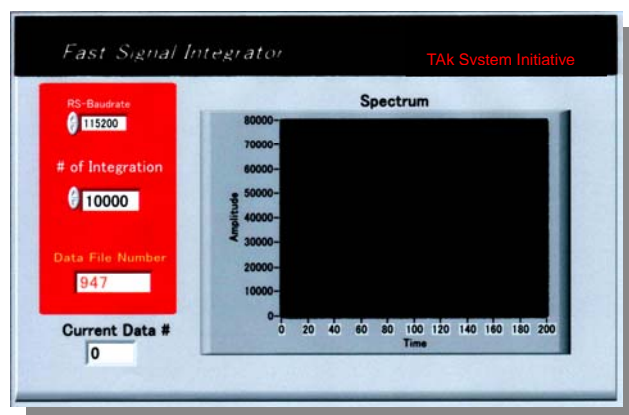 Fast Signal Integrator
TAk System Initiative
RS-Baudrate
115200
# of Integration
10000
Data File Number
947
Current Data #
0
Spectrum
Amplitude
80000
70000
60000
50000
40000
30000
20000
10000
0
0 20 40 60 80 100 120 140 160 180 200
Time